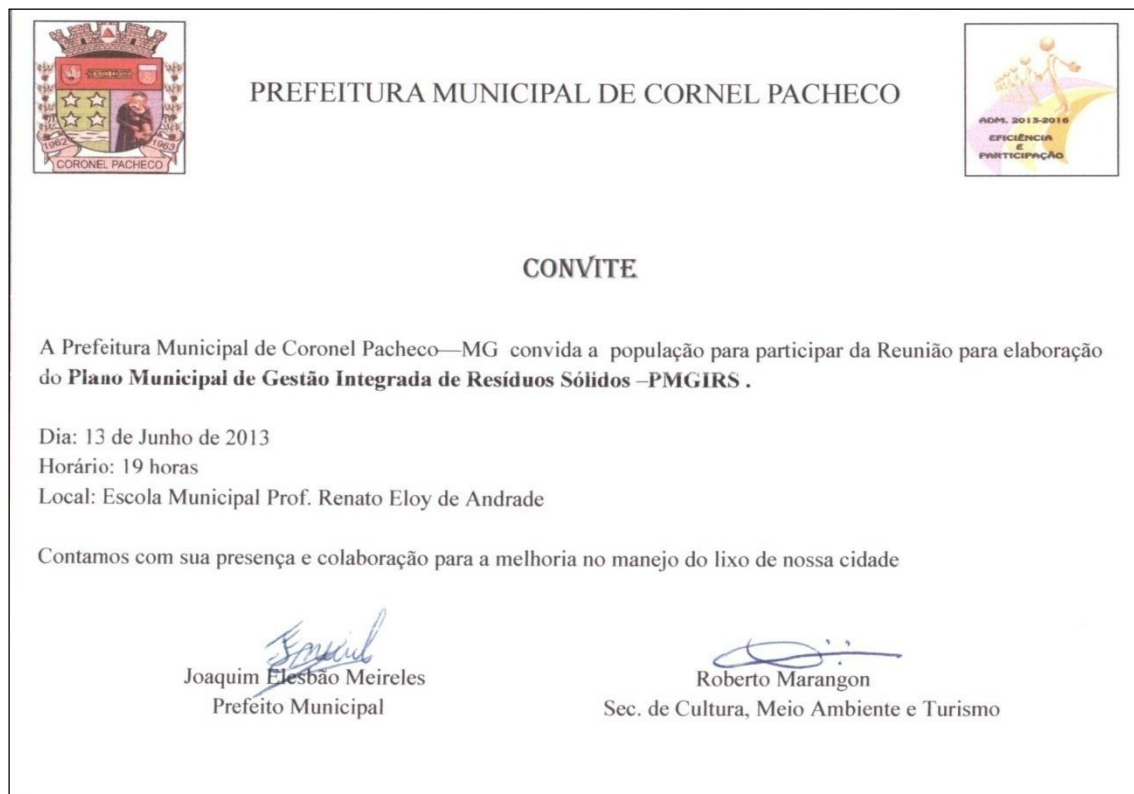 PREFEITURA MUNICIPAL DE CORNEL PACHECO
1962 1963
CORONEL PACHECO
ADM. 2013-2016
EFICIÊNCIA
E
PARTICIPAÇÃO
CONVITE
A Prefeitura Municipal de Coronel Pacheco—MG convida a população para participar da Reunião para elaboração
do Plano Municipal de Gestão Integrada de Resíduos Sólidos –PMGIRS .
Dia: 13 de Junho de 2013
Horário: 19 horas
Local: Escola Municipal Prof. Renato Eloy de Andrade
Contamos com sua presença e colaboração para a melhoria no manejo do lixo de nossa cidade
Joaquim Elesbão Meireles
Prefeito Municipal
Roberto Marangon
Sec. de Cultura, Meio Ambiente e Turismo